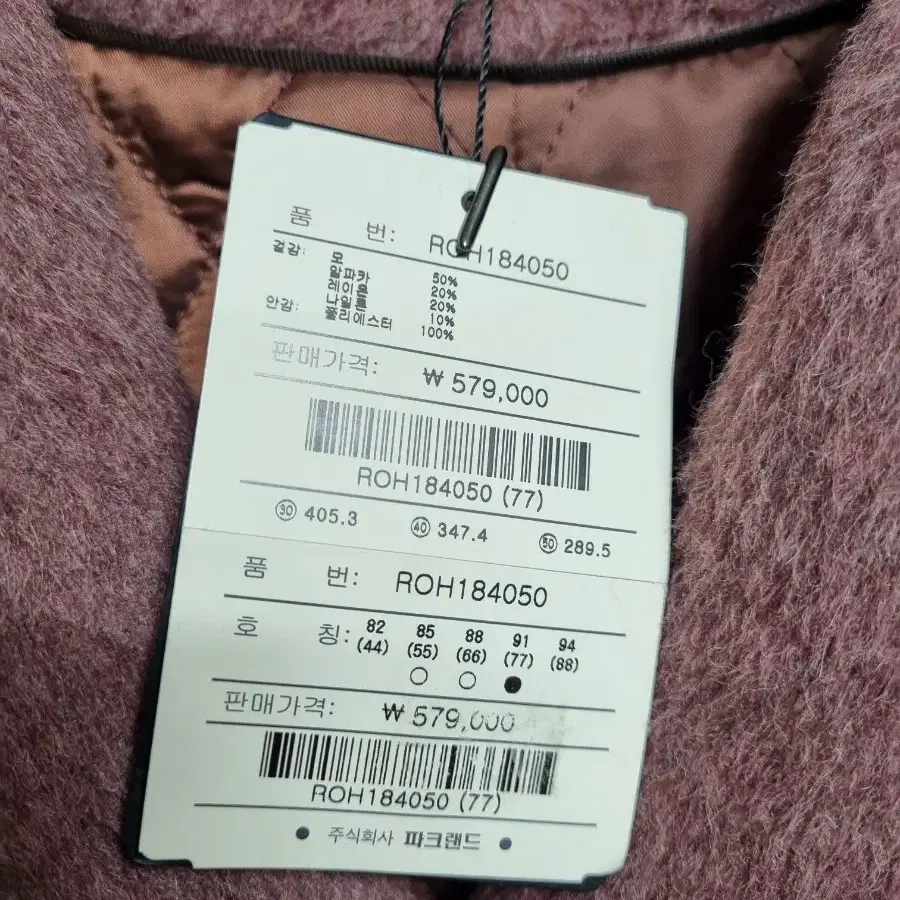 품 번: ROH184050
겉감: 모 50%
알파카 20%
레이온 20%
나일론 10%
안감: 폴리에스터 100%
판매가격: ₩ 579,000
ROH184050 (77)
㉚ 405.3 ㊵ 347.4 ㊿ 289.5
품 번: ROH184050
호 칭: 82 85 88 91 94
(44) (55) (66) (77) (88)
○ ○ ●
판매가격: ₩ 579,000
ROH184050 (77)
● 주식회사 파크랜드 ●